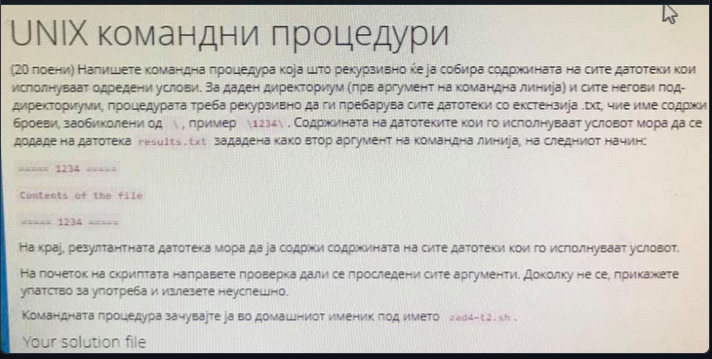 UNIX командни процедури
(20 поени) Напишете командна процедура која што рекурзивно ќе ја собира содржината на сите датотеки кои
исполнуваат одредени услови. За даден директориум (прв аргумент на командна линија) и сите негови под-
директориуми, процедурата треба рекурзивно да ги пребарува сите датотеки со екстензија .txt, чие име содржи
броеви, заобиколени од \ , пример \1234\ . Содржината на датотеките кои го исполнуваат условот мора да се
додаде на датотека results.txt зададена како втор аргумент на командна линија, на следниот начин:
===== 1234 =====
Contents of the file
===== 1234 =====
На крај, резултантната датотека мора да ја содржи содржината на сите датотеки кои го исполнуваат условот.
На почеток на скриптата направете проверка дали се проследени сите аргументи. Доколку не се, прикажете
упатство за употреба и излезете неуспешно.
Командната процедура зачувајте ја во домашниот именик под името zad4-t2.sh .
Your solution file